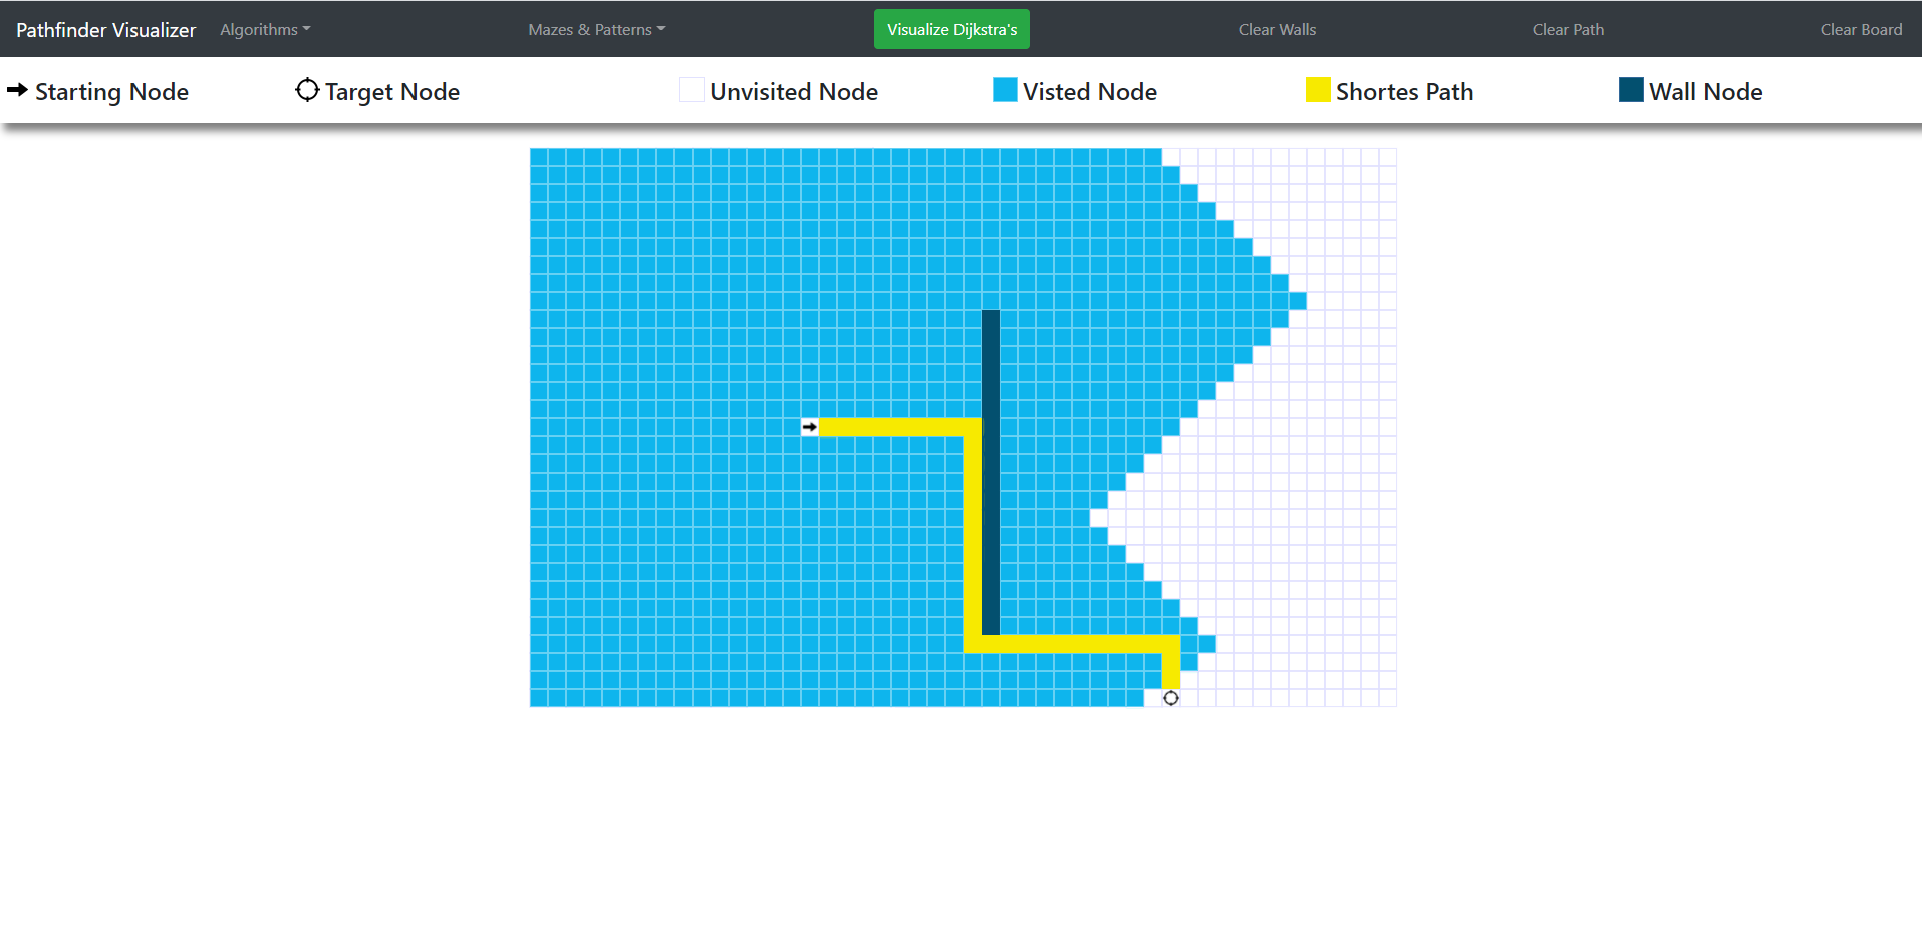 Pathfinder Visualizer Algorithms Mazes & Patterns Visualize Dijkstra's Clear Walls Clear Path Clear Board
Starting Node Target Node Unvisited Node Visted Node Shortes Path Wall Node